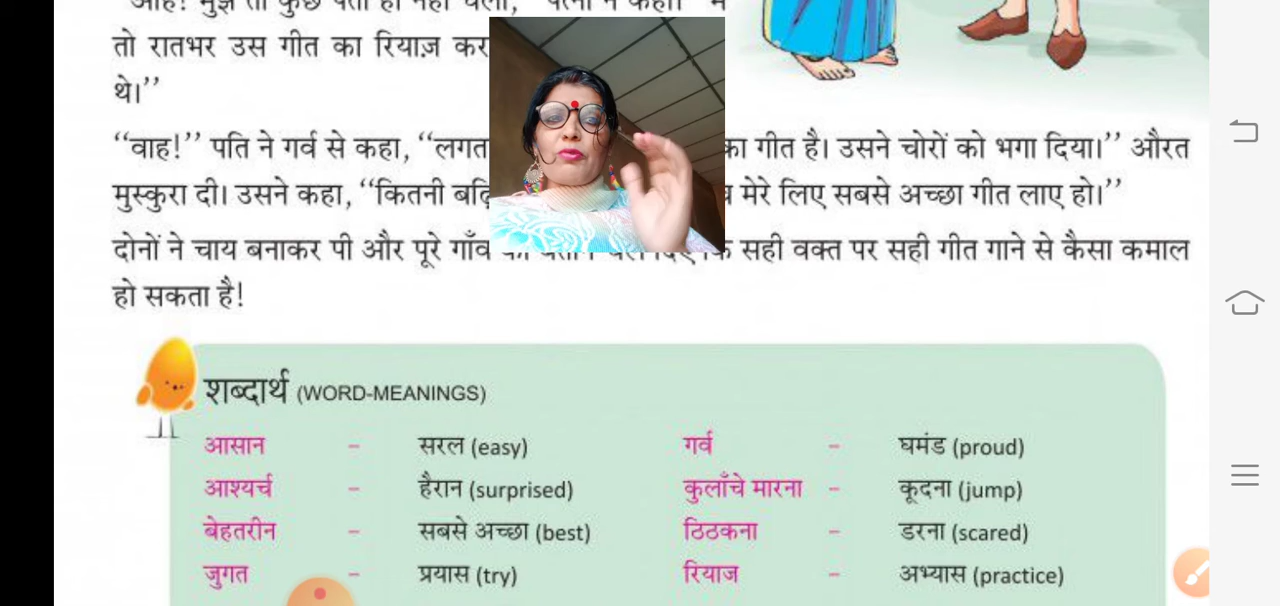 तो रातभर उस गीत का रियाज़ कर
थे।”
“वाह!” पति ने गर्व से कहा, “लगत का गीत है। उसने चोरों को भगा दिया।” औरत
मुस्कुरा दी। उसने कहा, “कितनी बढ़ि मेरे लिए सबसे अच्छा गीत लाए हो।”
दोनों ने चाय बनाकर पी और पूरे गाँव सही वक्त पर सही गीत गाने से कैसा कमाल
हो सकता है!
शब्दार्थ (WORD-MEANINGS)
आसान – सरल (easy) गर्व – घमंड (proud)
आश्यर्च – हैरान (surprised) कुलाँचे मारना – कूदना (jump)
बेहतरीन – सबसे अच्छा (best) ठिठकना – डरना (scared)
जुगत – प्रयास (try) रियाज – अभ्यास (practice)